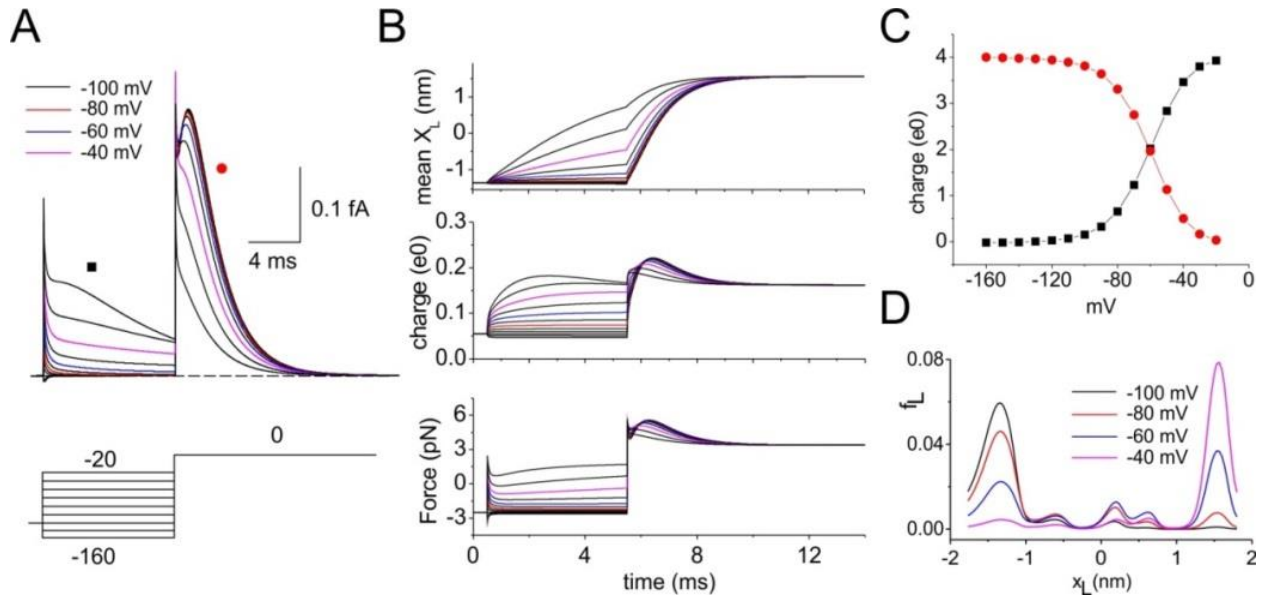 A
-100 mV
-80 mV
-60 mV
-40 mV
0.1 fA
4 ms
0
-20
-160
B
mean XL (nm)
1
0
-1
charge (e0)
0.3
0.2
0.1
0.0
Force (pN)
6
3
0
-3
0 4 8 12
time (ms)
C
charge (e0)
4
3
2
1
0
-160 -120 -80 -40 0
mV
D
fL
0.08
0.04
0.00
-100 mV
-80 mV
-60 mV
-40 mV
-2 -1 0 1 2
xL(nm)